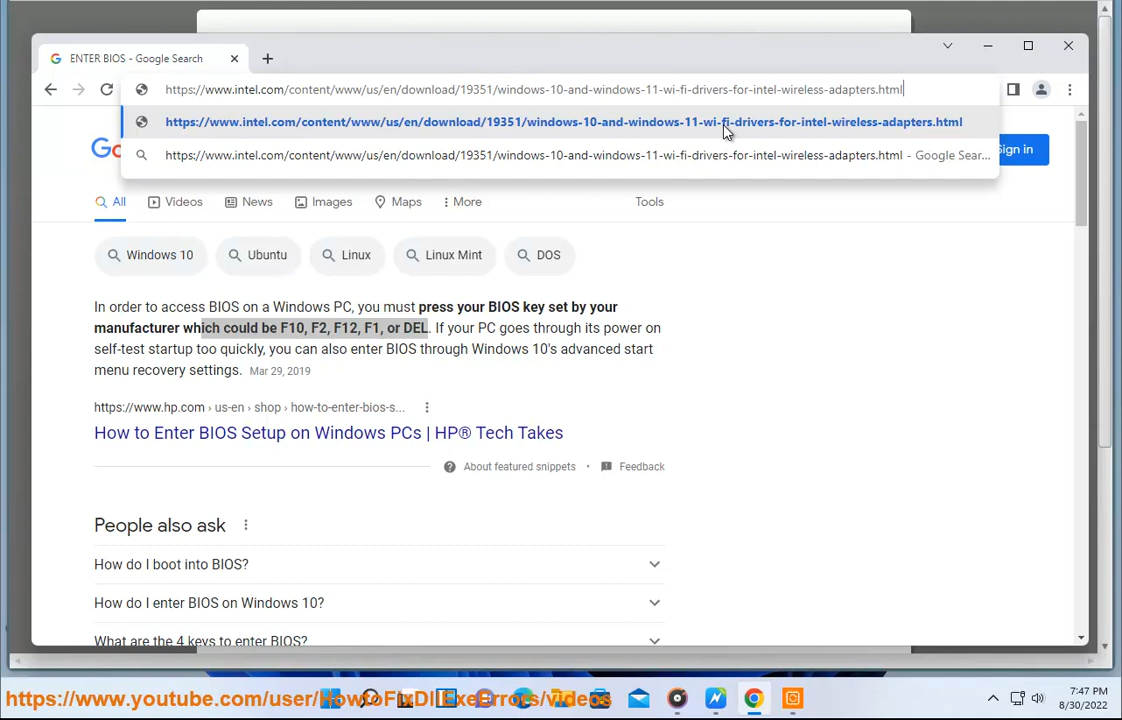 ENTER BIOS - Google Search
https://www.intel.com/content/www/us/en/download/19351/windows-10-and-windows-11-wi-fi-drivers-for-intel-wireless-adapters.html
https://www.intel.com/content/www/us/en/download/19351/windows-10-and-windows-11-wi-fi-drivers-for-intel-wireless-adapters.html
https://www.intel.com/content/www/us/en/download/19351/windows-10-and-windows-11-wi-fi-drivers-for-intel-wireless-adapters.html - Google Sear...
Sign in
All Videos News Images Maps More Tools
Windows 10 Ubuntu Linux Linux Mint DOS
In order to access BIOS on a Windows PC, you must press your BIOS key set by your
manufacturer which could be F10, F2, F12, F1, or DEL. If your PC goes through its power on
self-test startup too quickly, you can also enter BIOS through Windows 10's advanced start
menu recovery settings. Mar 29, 2019
https://www.hp.com › us-en › shop › how-to-enter-bios-s...
How to Enter BIOS Setup on Windows PCs | HP® Tech Takes
About featured snippets • Feedback
People also ask
How do I boot into BIOS?
How do I enter BIOS on Windows 10?
What are the 4 keys to enter BIOS?
https://www.youtube.com/user/HowtoFixDllExeErrors/videos
7:47 PM
8/30/2022